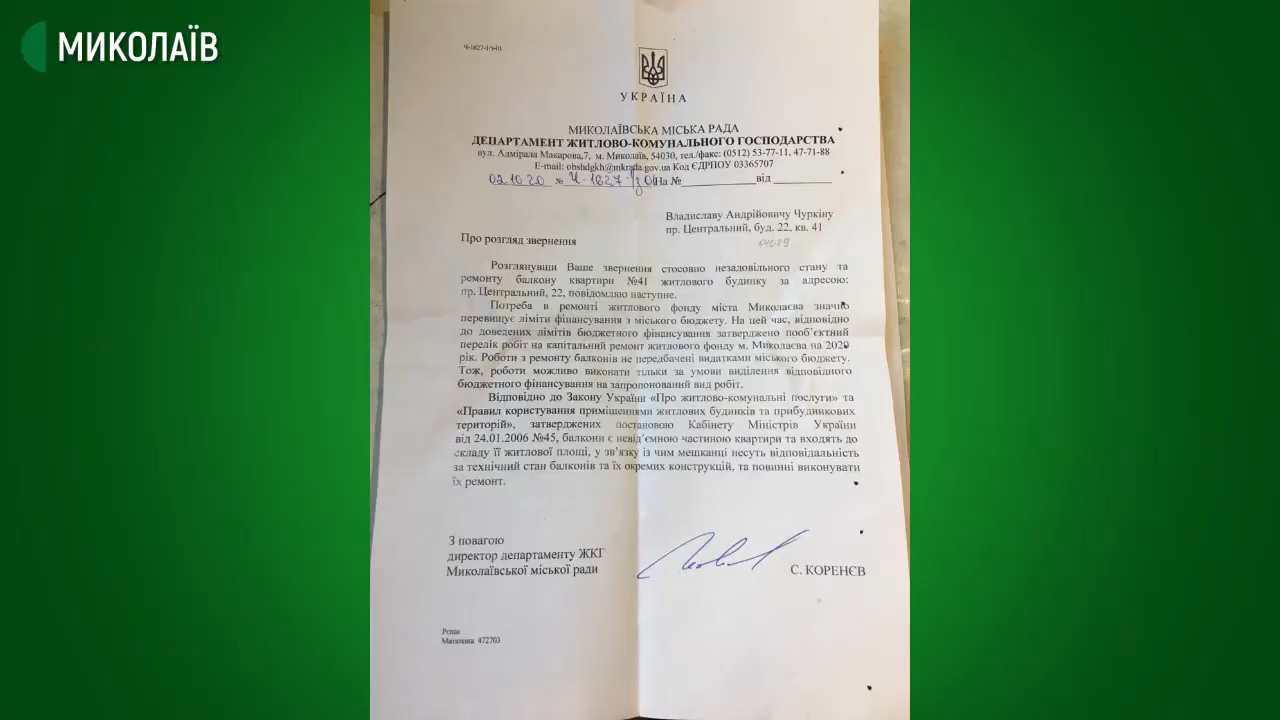 МИКОЛАЇВ
Ч-1627-1/з-01
УКРАЇНА
МИКОЛАЇВСЬКА МІСЬКА РАДА
ДЕПАРТАМЕНТ ЖИТЛОВО-КОМУНАЛЬНОГО ГОСПОДАРСТВА
вул. Адмірала Макарова,7, м. Миколаїв, 54030, тел./факс: (0512) 53-77-11, 47-71-88
E-mail: obshdgkh@mkrada.gov.ua Код ЄДРПОУ 03365707
02.10.20 № Ч-1627 На № від
Владиславу Андрійовичу Чуркіну
пр. Центральний, буд. 22, кв. 41
Про розгляд звернення
Розглянувши Ваше звернення стосовно незадовільного стану та
ремонту балкону квартири №41 житлового будинку за адресою:
пр. Центральний, 22, повідомляю наступне.
Потреба в ремонті житлового фонду міста Миколаєва значно
перевищує ліміти фінансування з міського бюджету. На цей час, відповідно
до доведених лімітів бюджетного фінансування затверджено пооб'єктний
перелік робіт на капітальний ремонт житлового фонду м. Миколаєва на 2020
рік. Роботи з ремонту балконів не передбачені видатками міського бюджету.
Тож, роботи можливо виконати тільки за умови виділення відповідного
бюджетного фінансування на запропонований вид робіт.
Відповідно до Закону України «Про житлово-комунальні послуги» та
«Правил користування приміщеннями житлових будинків та прибудинкових
територій», затверджених постановою Кабінету Міністрів України
від 24.01.2006 №45, балкони є невід'ємною частиною квартири та входять до
складу її житлової площі, у зв'язку із чим мешканці несуть відповідальність
за технічний стан балконів та їх окремих конструкцій, та повинні виконувати
їх ремонт.
З повагою
директор департаменту ЖКГ
Миколаївської міської ради
С. КОРЕНЄВ
472703